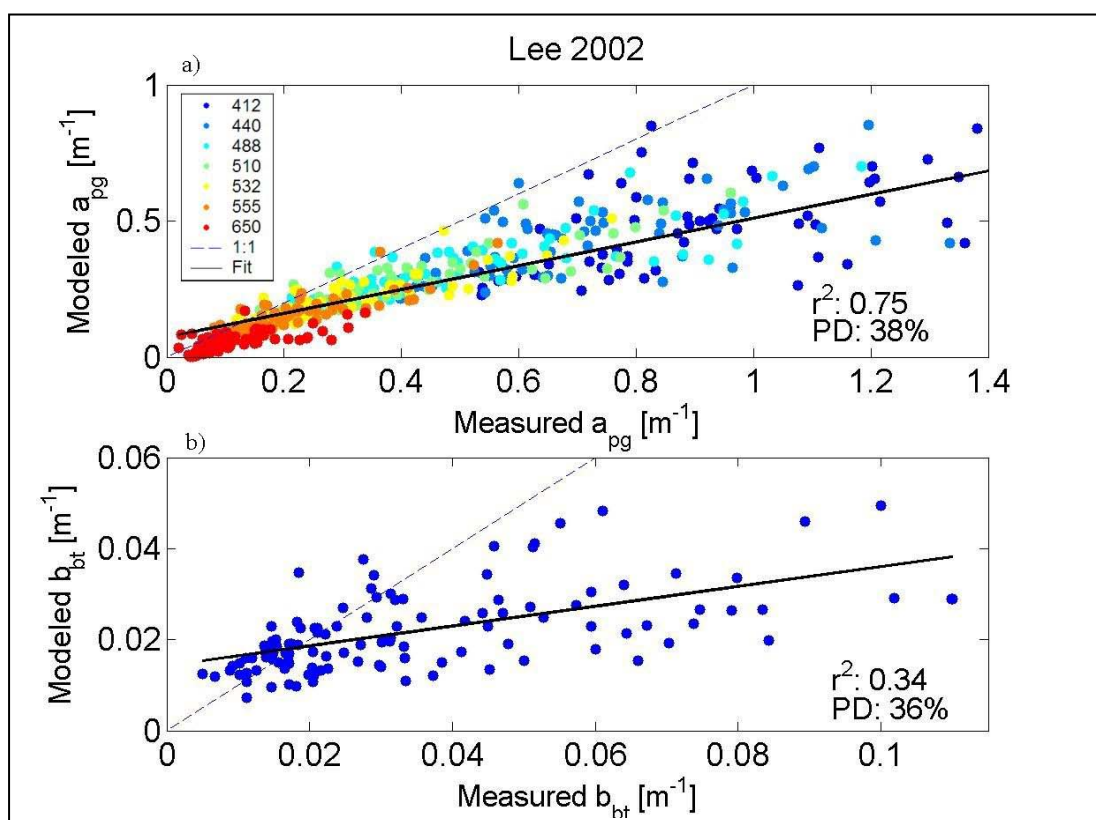 Lee 2002
a)
1
0.5
0
Modeled a_pg [m^-1]
412
440
488
510
532
555
650
1:1
Fit
r²: 0.75
PD: 38%
0 0.2 0.4 0.6 0.8 1 1.2 1.4
Measured a_pg [m^-1]
b)
0.06
0.04
0.02
0
Modeled b_bt [m^-1]
r²: 0.34
PD: 36%
0 0.02 0.04 0.06 0.08 0.1
Measured b_bt [m^-1]